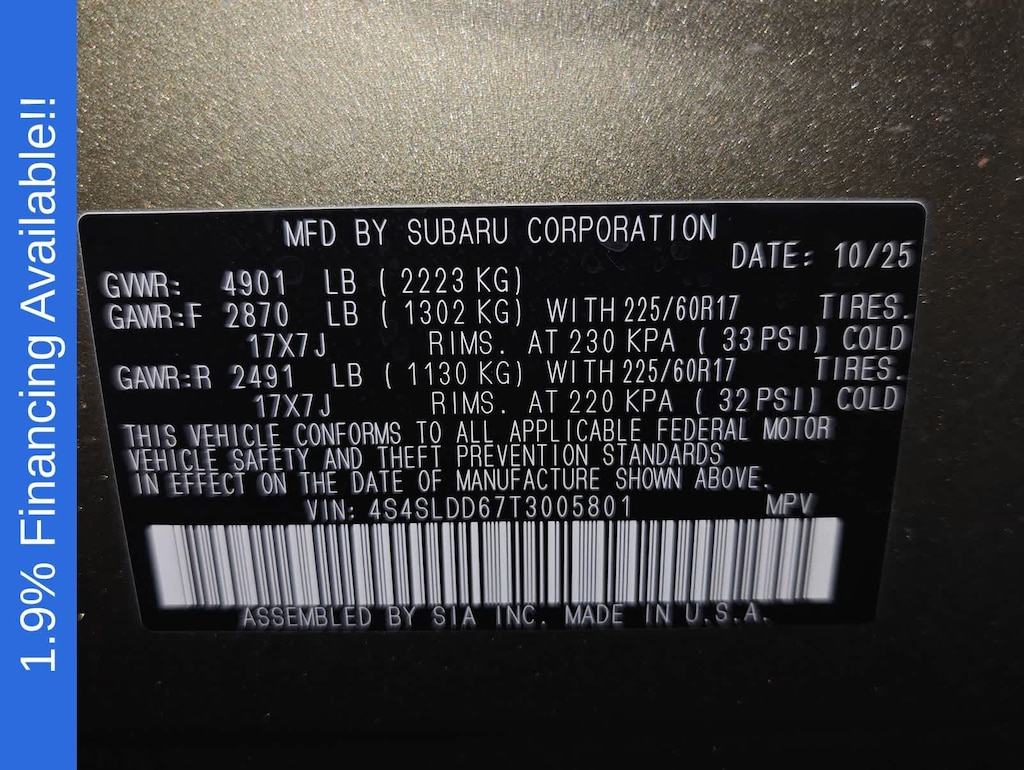 1.9% Financing Available!!
MFD BY SUBARU CORPORATION
DATE: 10/25
GVWR: 4901 LB ( 2223 KG)
GAWR:F 2870 LB ( 1302 KG) WITH 225/60R17 TIRES.
17X7J RIMS. AT 230 KPA ( 33 PSI) COLD
GAWR:R 2491 LB ( 1130 KG) WITH 225/60R17 TIRES.
17X7J RIMS. AT 220 KPA ( 32 PSI) COLD
THIS VEHICLE CONFORMS TO ALL APPLICABLE FEDERAL MOTOR
VEHICLE SAFETY AND THEFT PREVENTION STANDARDS
IN EFFECT ON THE DATE OF MANUFACTURE SHOWN ABOVE.
VIN: 4S4SLDD67T3005801 MPV
ASSEMBLED BY SIA INC. MADE IN U.S.A.